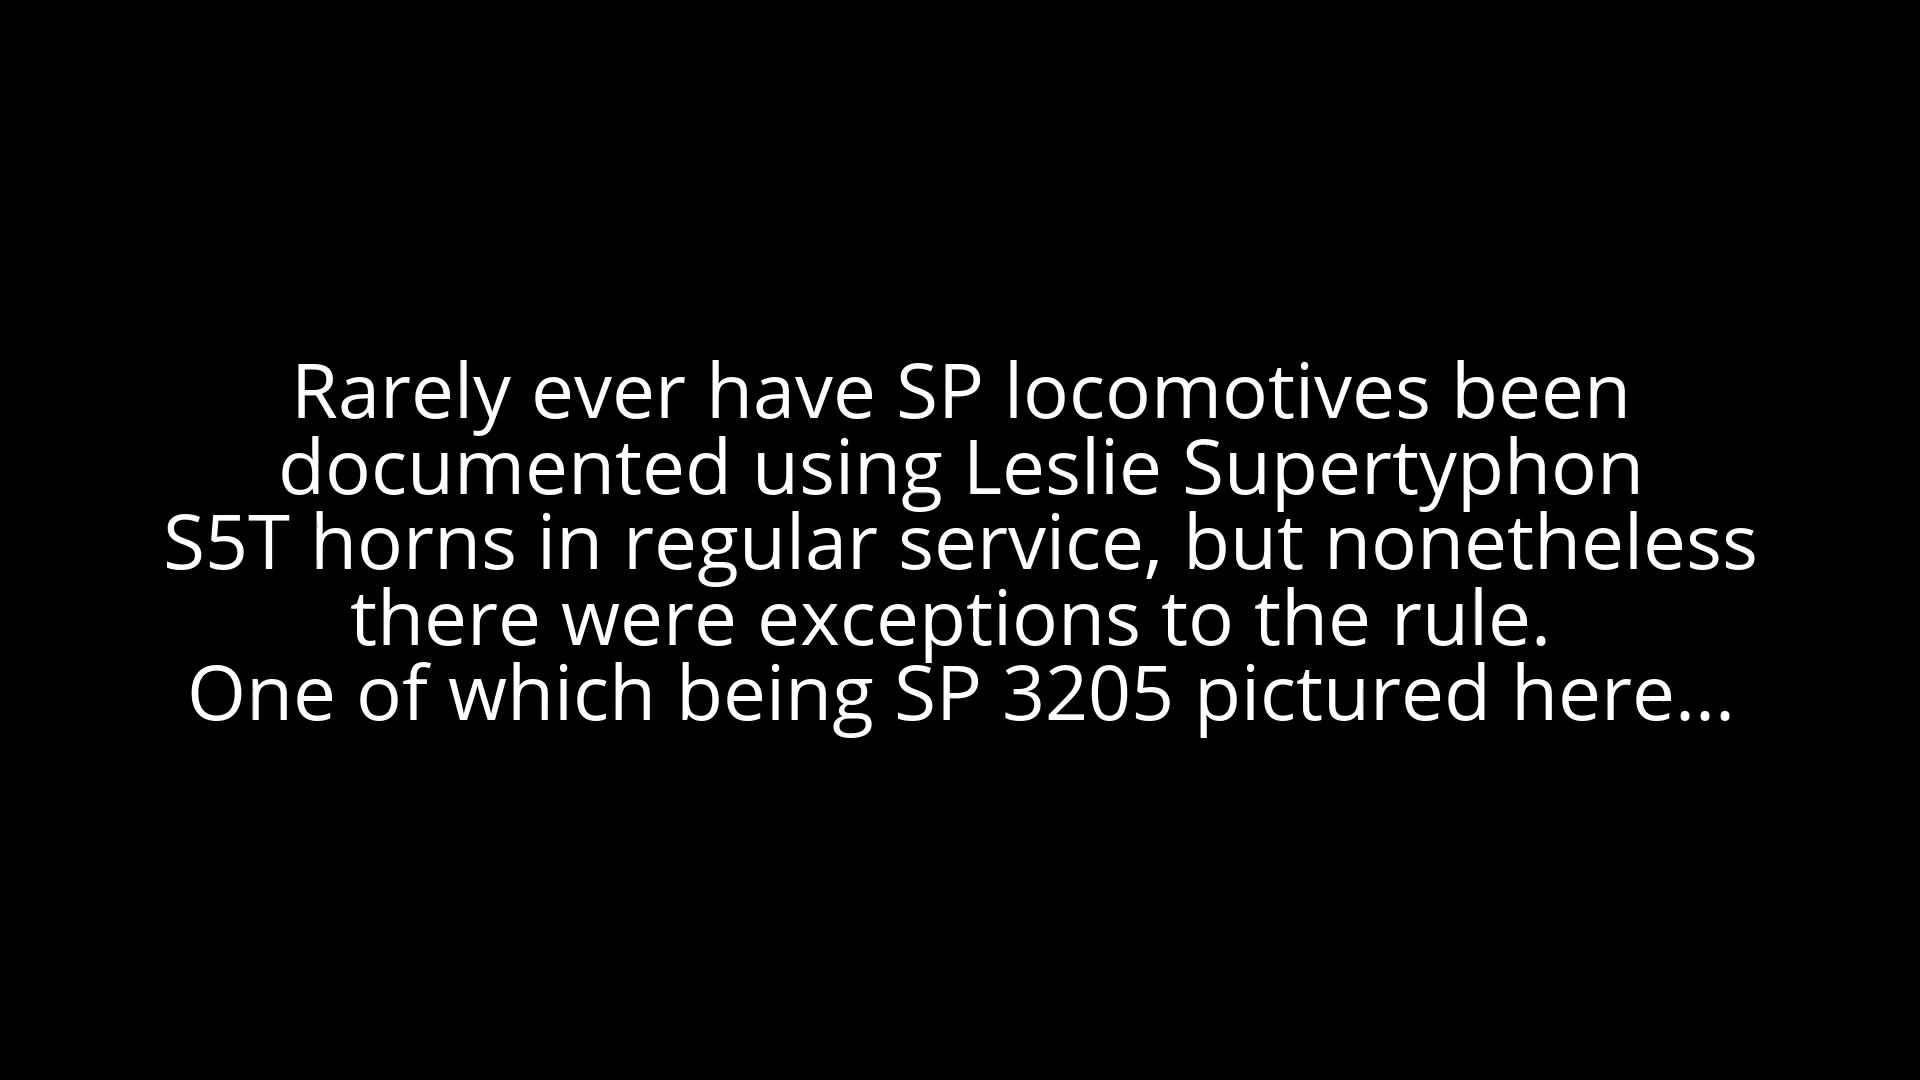 Rarely ever have SP locomotives been
documented using Leslie Supertyphon
S5T horns in regular service, but nonetheless
there were exceptions to the rule.
One of which being SP 3205 pictured here...